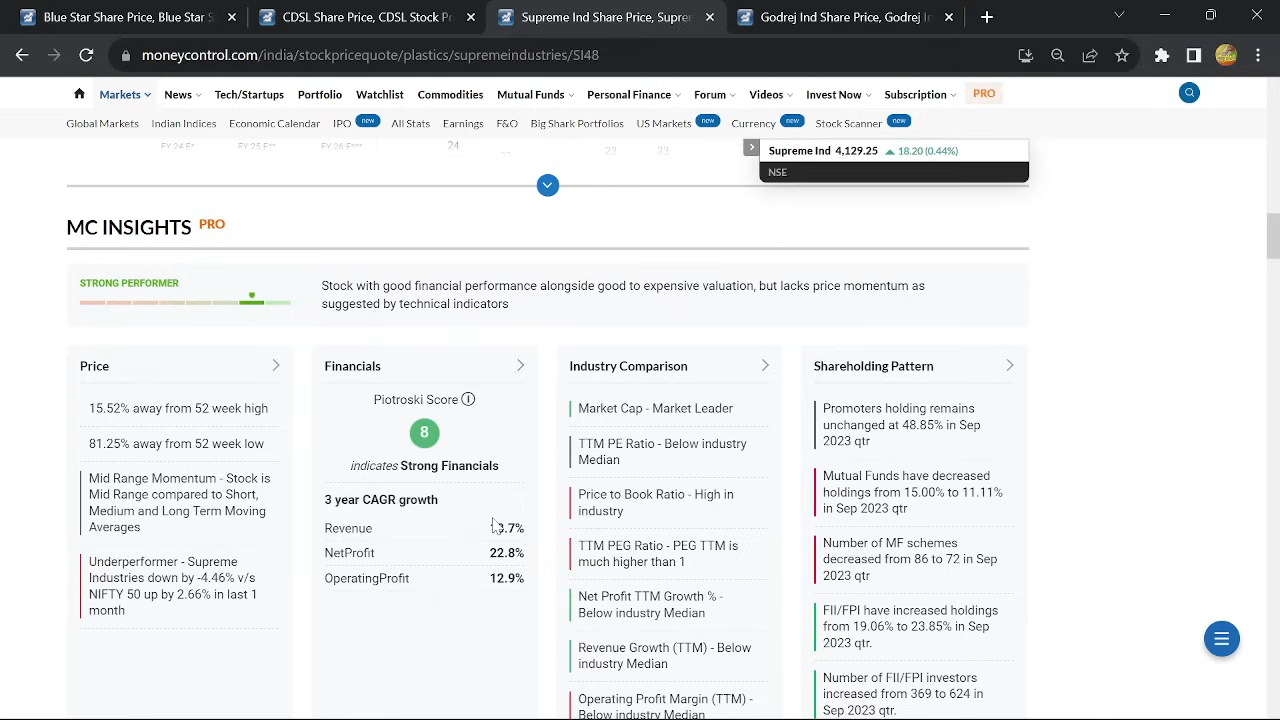 Blue Star S
CDSL Share Price, CDSL Stock P
Supreme Ind Share Price, Supre
Godrej Ind Share Price, Godrej In
moneycontrol.com/india/stockpricequote/plastics/supremeindustries/SI48
Markets News Tech/Startups Portfolio Watchlist Commodities Mutual Funds Personal Finance Forum Videos Invest Now Subscription PRO
Global Markets Indian Indices Economic Calendar IPO new All Stats Earnings F&O Big Shark Portfolios US Markets new Currency new Stock Scanner new
FY 24 E* FY 25 E** FY 26 E*** 24 23 23
Supreme Ind 4,129.25 18.20 (0.44%)
NSE
MC INSIGHTS PRO
STRONG PERFORMER
Stock with good financial performance alongside good to expensive valuation, but lacks price momentum as
suggested by technical indicators
Price
15.52% away from 52 week high
81.25% away from 52 week low
Mid Range Momentum - Stock is
Mid Range compared to Short,
Medium and Long Term Moving
Averages
Underperformer - Supreme
Industries down by -4.46% v/s
NIFTY 50 up by 2.66% in last 1
month
Financials
Piotroski Score
8
indicates Strong Financials
3 year CAGR growth
Revenue 3.7%
NetProfit 22.8%
OperatingProfit 12.9%
Industry Comparison
Market Cap - Market Leader
TTM PE Ratio - Below industry
Median
Price to Book Ratio - High in
industry
TTM PEG Ratio - PEG TTM is
much higher than 1
Net Profit TTM Growth % -
Below industry Median
Revenue Growth (TTM) - Below
industry Median
Operating Profit Margin (TTM) -
Below industry Median
Shareholding Pattern
Promoters holding remains
unchanged at 48.85% in Sep
2023 qtr
Mutual Funds have decreased
holdings from 15.00% to 11.11%
in Sep 2023 qtr
Number of MF schemes
decreased from 86 to 72 in Sep
2023 qtr
FII/FPI have increased holdings
from 19.06% to 23.85% in Sep
2023 qtr.
Number of FII/FPI investors
increased from 369 to 624 in
Sep 2023 qtr.